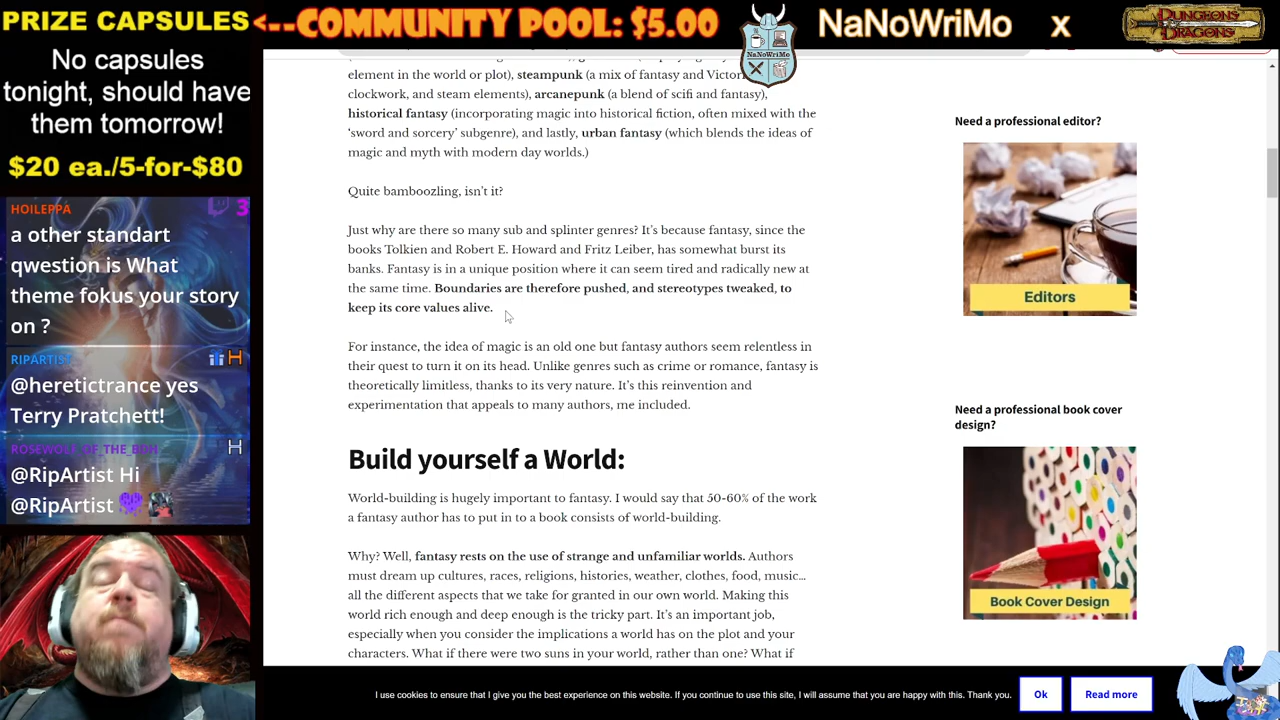 PRIZE CAPSULES
<--COMMUNITY POOL: $5.00
NaNoWriMo
x
DUNGEONS
DRAGONS
NaNoWriMo
No capsules
tonight, should have
them tomorrow!
$20 ea./5-for-$80
HOILEPPA
3
a other standart
qwestion is What
theme fokus your story
on ?
RIPARTIST
H
@heretictrance yes
Terry Pratchett!
ROSEWOLF_OF_THE_BDH
H
@RipArtist Hi
@RipArtist
element in the world or plot), steampunk (a mix of fantasy and
clockwork, and steam elements), arcanepunk (a blend of scifi and fantasy),
historical fantasy (incorporating magic into historical fiction, often mixed with the
‘sword and sorcery’ subgenre), and lastly, urban fantasy (which blends the ideas of
magic and myth with modern day worlds.)
Quite bamboozling, isn’t it?
Just why are there so many sub and splinter genres? It’s because fantasy, since the
books Tolkien and Robert E. Howard and Fritz Leiber, has somewhat burst its
banks. Fantasy is in a unique position where it can seem tired and radically new at
the same time. Boundaries are therefore pushed, and stereotypes tweaked, to
keep its core values alive.
For instance, the idea of magic is an old one but fantasy authors seem relentless in
their quest to turn it on its head. Unlike genres such as crime or romance, fantasy is
theoretically limitless, thanks to its very nature. It’s this reinvention and
experimentation that appeals to many authors, me included.
Build yourself a World:
World-building is hugely important to fantasy. I would say that 50-60% of the work
a fantasy author has to put in to a book consists of world-building.
Why? Well, fantasy rests on the use of strange and unfamiliar worlds. Authors
must dream up cultures, races, religions, histories, weather, clothes, food, music…
all the different aspects that we take for granted in our own world. Making this
world rich enough and deep enough is the tricky part. It’s an important job,
especially when you consider the implications a world has on the plot and your
characters. What if there were two suns in your world, rather than one? What if
Need a professional editor?
Editors
Need a professional book cover
design?
Book Cover Design
I use cookies to ensure that I give you the best experience on this website. If you continue to use this site, I will assume that you are happy with this. Thank you.
Ok
Read more